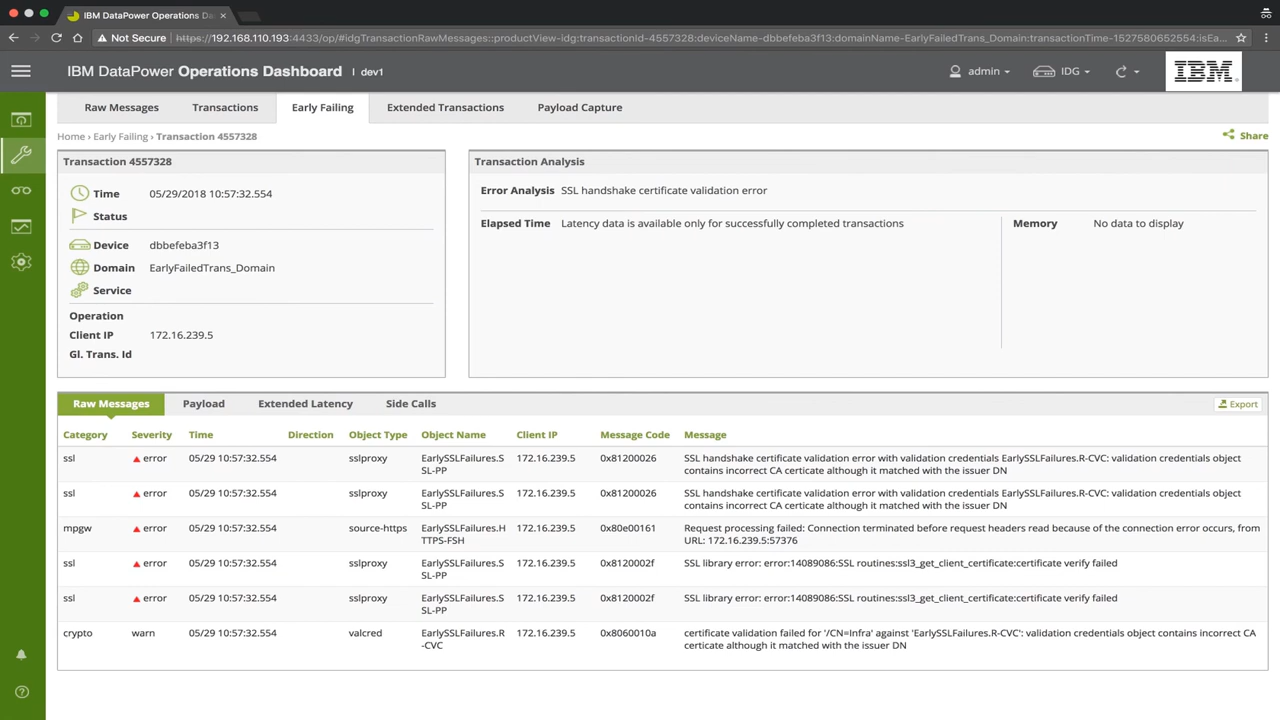 IBM DataPower Operations Da
Not Secure https://192.168.110.193:4433/op/#idgTransactionRawMessages::productView-idg:transactionId-4557328:deviceName-dbbefeba3f13:domainName-EarlyFailedTrans_Domain:transactionTime-1527580652554:isEa...
IBM DataPower Operations Dashboard | dev1
admin
IDG
IBM
Raw Messages
Transactions
Early Failing
Extended Transactions
Payload Capture
Home › Early Failing › Transaction 4557328
Share
Transaction 4557328
Time 05/29/2018 10:57:32.554
Status
Device dbbefeba3f13
Domain EarlyFailedTrans_Domain
Service
Operation
Client IP 172.16.239.5
Gl. Trans. Id
Transaction Analysis
Error Analysis SSL handshake certificate validation error
Elapsed Time Latency data is available only for successfully completed transactions
Memory No data to display
Raw Messages
Payload
Extended Latency
Side Calls
Export
Category Severity Time Direction Object Type Object Name Client IP Message Code Message
ssl error 05/29 10:57:32.554 sslproxy EarlySSLFailures.S 172.16.239.5 0x81200026 SSL handshake certificate validation error with validation credentials EarlySSLFailures.R-CVC: validation credentials object
SL-PP contains incorrect CA certicate although it matched with the issuer DN
ssl error 05/29 10:57:32.554 sslproxy EarlySSLFailures.S 172.16.239.5 0x81200026 SSL handshake certificate validation error with validation credentials EarlySSLFailures.R-CVC: validation credentials object
SL-PP contains incorrect CA certicate although it matched with the issuer DN
mpgw error 05/29 10:57:32.554 source-https EarlySSLFailures.H 172.16.239.5 0x80e00161 Request processing failed: Connection terminated before request headers read because of the connection error occurs, from
TTPS-FSH URL: 172.16.239.5:57376
ssl error 05/29 10:57:32.554 sslproxy EarlySSLFailures.S 172.16.239.5 0x8120002f SSL library error: error:14089086:SSL routines:ssl3_get_client_certificate:certificate verify failed
SL-PP
ssl error 05/29 10:57:32.554 sslproxy EarlySSLFailures.S 172.16.239.5 0x8120002f SSL library error: error:14089086:SSL routines:ssl3_get_client_certificate:certificate verify failed
SL-PP
crypto warn 05/29 10:57:32.554 valcred EarlySSLFailures.R 172.16.239.5 0x8060010a certificate validation failed for '/CN=Infra' against 'EarlySSLFailures.R-CVC': validation credentials object contains incorrect CA
-CVC certicate although it matched with the issuer DN